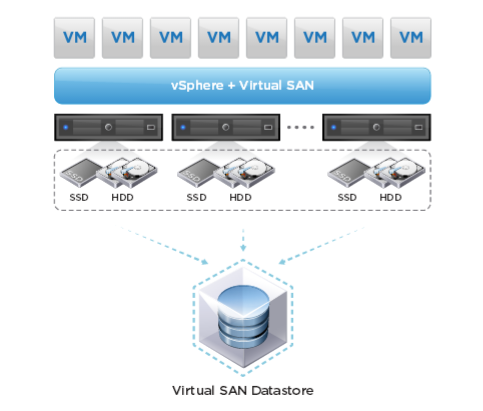 VM VM VM VM VM VM VM VM
vSphere + Virtual SAN
SSD HDD SSD HDD SSD HDD
Virtual SAN Datastore